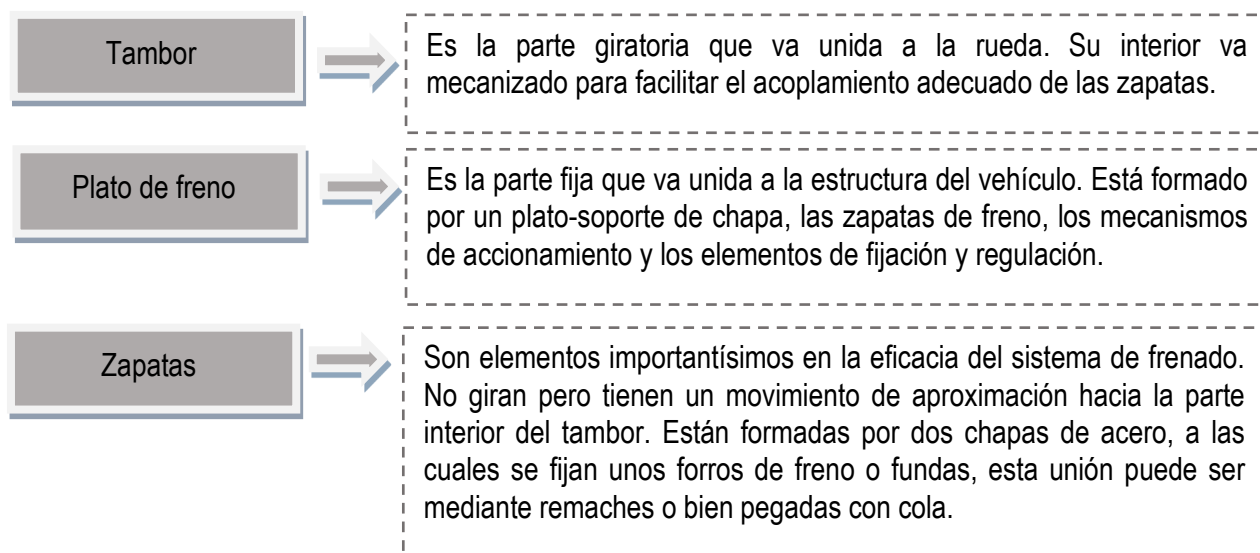 Tambor
Es la parte giratoria que va unida a la rueda. Su interior va
mecanizado para facilitar el acoplamiento adecuado de las zapatas.
Plato de freno
Es la parte fija que va unida a la estructura del vehículo. Está formado
por un plato-soporte de chapa, las zapatas de freno, los mecanismos
de accionamiento y los elementos de fijación y regulación.
Zapatas
Son elementos importantísimos en la eficacia del sistema de frenado.
No giran pero tienen un movimiento de aproximación hacia la parte
interior del tambor. Están formadas por dos chapas de acero, a las
cuales se fijan unos forros de freno o fundas, esta unión puede ser
mediante remaches o bien pegadas con cola.